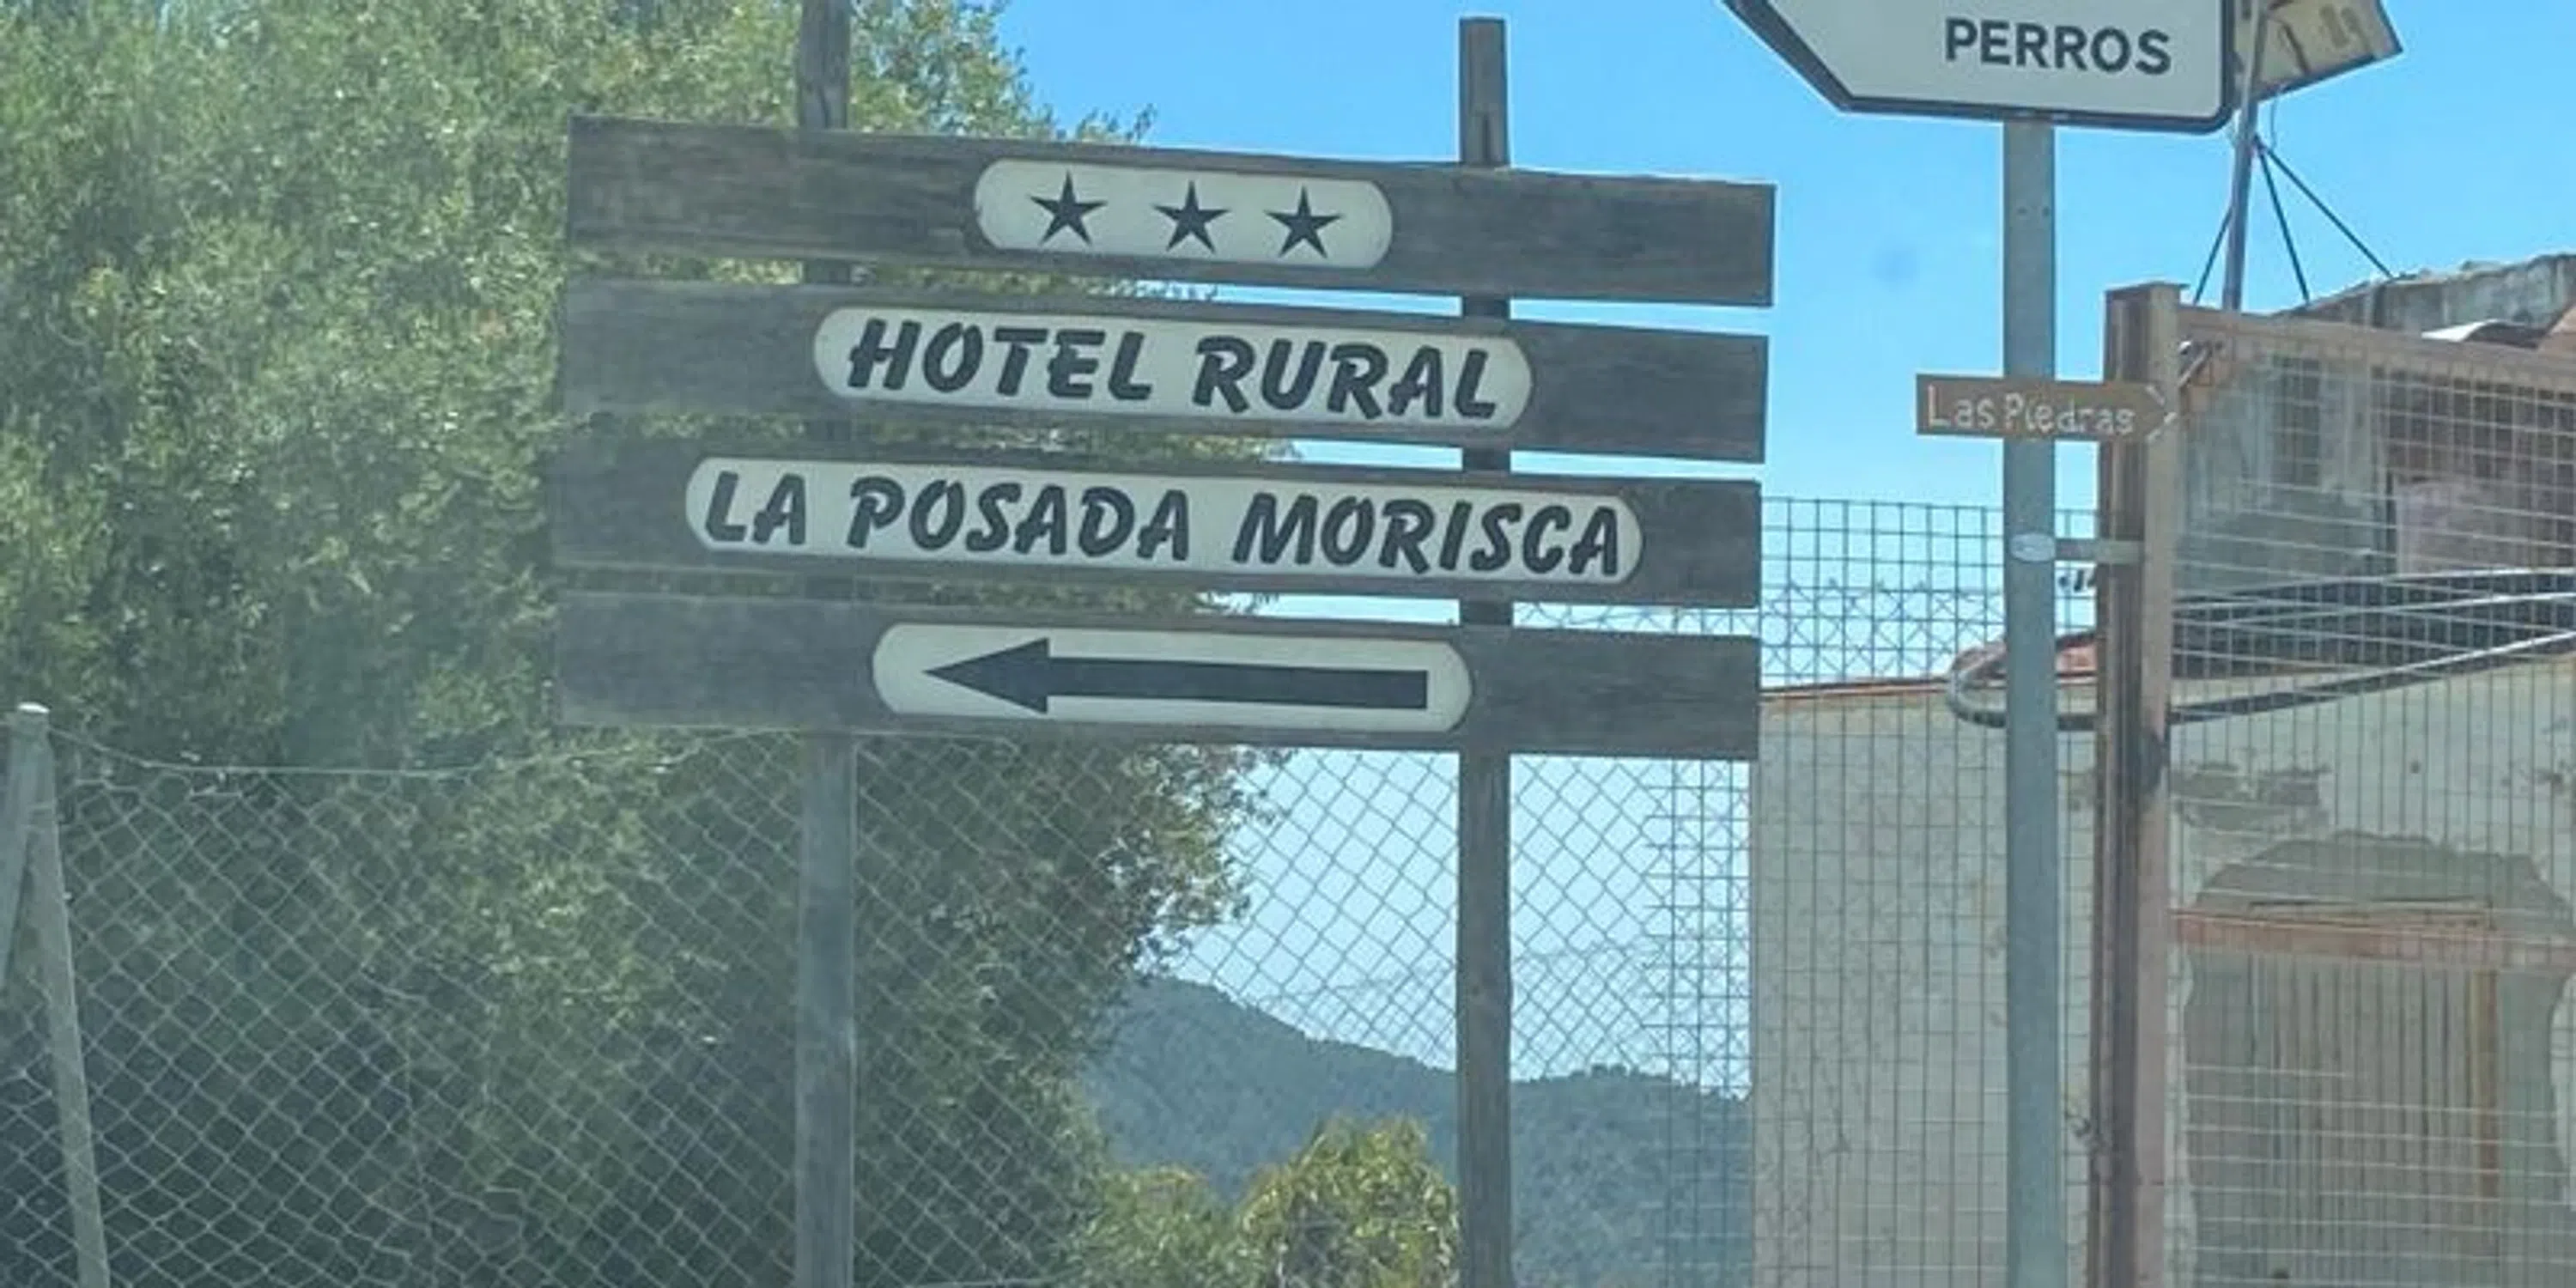 PERROS
HOTEL RURAL
LA POSADA MORISCA
Las Piedras